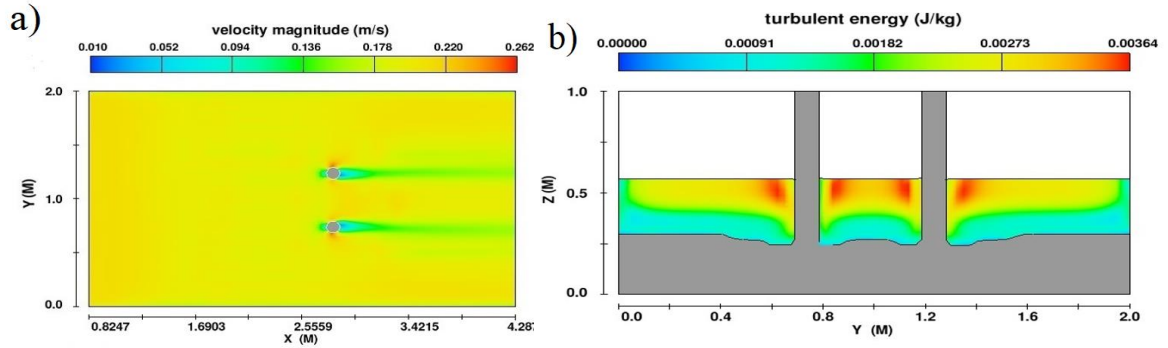 a)
velocity magnitude (m/s)
0.010 0.052 0.094 0.136 0.178 0.220 0.262
2.0
Y(M)
1.0
0.0
0.8247 1.6903 2.5559 3.4215 4.287
X (M)
b)
turbulent energy (J/kg)
0.00000 0.00091 0.00182 0.00273 0.00364
1.0
Z(M)
0.5
0.0
0.0 0.4 0.8 1.2 1.6 2.0
Y (M)